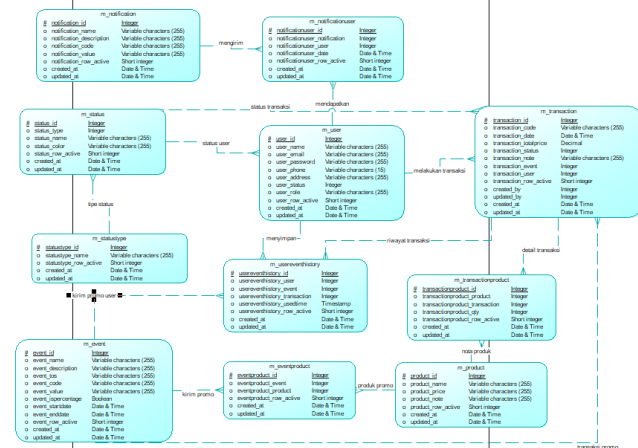 m_notification
# notification_id Integer
o notification_name Variable characters (255)
o notification_description Variable characters (255)
o notification_code Variable characters (255)
o notification_value Variable characters (255)
o notification_row_active Short integer
o created_at Date & Time
o updated_at Date & Time
mengirim
m_notificationuser
# notificationuser_id Integer
o notificationuser_notification Integer
o notificationuser_user Integer
o notificationuser_date Date & Time
o notificationuser_row_active Short integer
o created_at Date & Time
o updated_at Date & Time
mendapatkan
status transaksi
m_status
# status_id Integer
o status_type Integer
o status_name Variable characters (255)
o status_color Variable characters (255)
o status_row_active Short integer
o created_at Date & Time
o updated_at Date & Time
status user
m_user
# user_id Integer
o user_name Variable characters (255)
o user_email Variable characters (255)
o user_password Variable characters (255)
o user_phone Variable characters (15)
o user_address Variable characters (255)
o user_status Integer
o user_role Variable characters (255)
o user_row_active Short integer
o created_at Date & Time
o updated_at Date & Time
melakukan transaksi
m_transaction
# transaction_id Integer
o transaction_code Variable characters (255)
o transaction_date Date & Time
o transaction_totalprice Decimal
o transaction_status Integer
o transaction_note Variable characters (255)
o transaction_event Integer
o transaction_user Integer
o transaction_row_active Short integer
o created_by Integer
o updated_by Integer
o created_at Date & Time
o updated_at Date & Time
tipe status
m_statustype
# statustype_id Integer
o statustype_name Variable characters (255)
o statustype_row_active Short integer
o created_at Date & Time
o updated_at Date & Time
menyimpan
riwayat transaksi
detail transaksi
kirim promo user
m_usereventhistory
# usereventhistory_id Integer
o usereventhistory_user Integer
o usereventhistory_event Integer
o usereventhistory_transaction Integer
o usereventhistory_usedtime Timestamp
o usereventhistory_row_active Short integer
o created_at Date & Time
o updated_at Date & Time
m_transactionproduct
# transactionproduct_id Integer
o transactionproduct_product Integer
o transactionproduct_transaction Integer
o transactionproduct_qty Integer
o transactionproduct_row_active Short integer
o created_at Date & Time
o updated_at Date & Time
nota produk
m_event
# event_id Integer
o event_name Variable characters (255)
o event_description Variable characters (255)
o event_tos Variable characters (255)
o event_code Variable characters (255)
o event_value Variable characters (255)
o event_ispercentage Boolean
o event_startdate Date & Time
o event_enddate Date & Time
o event_row_active Short integer
o created_at Date & Time
o updated_at Date & Time
kirim promo
m_eventproduct
# eventproduct_id Integer
o eventproduct_event Integer
o eventproduct_product Integer
o eventproduct_row_active Short integer
o created_at Date & Time
o updated_at Date & Time
produk promo
m_product
# product_id Integer
o product_name Variable characters (255)
o product_price Variable characters (255)
o product_note Variable characters (255)
o product_row_active Short integer
o created_at Date & Time
o updated_at Date & Time
transaksi promo